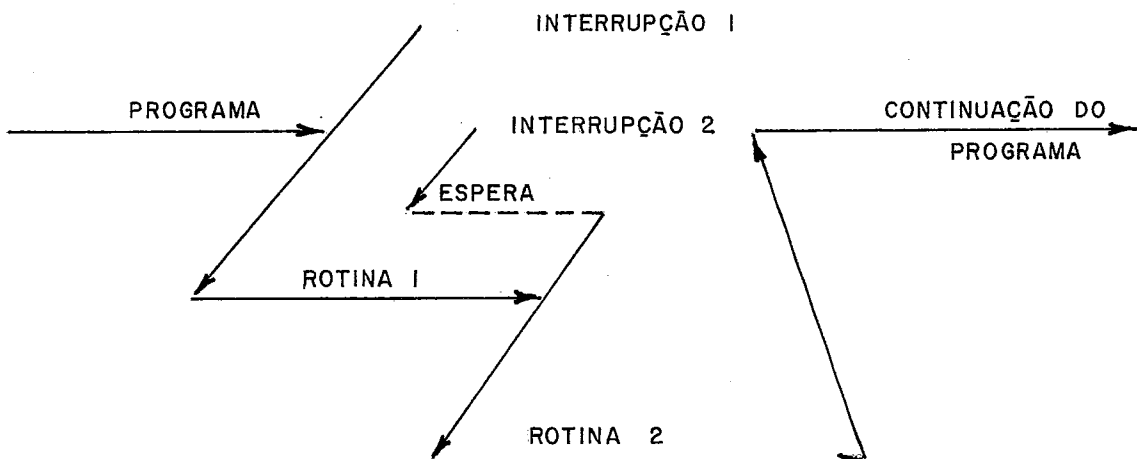 INTERRUPÇÃO 1
PROGRAMA
INTERRUPÇÃO 2
CONTINUAÇÃO DO
PROGRAMA
ESPERA
ROTINA 1
ROTINA 2